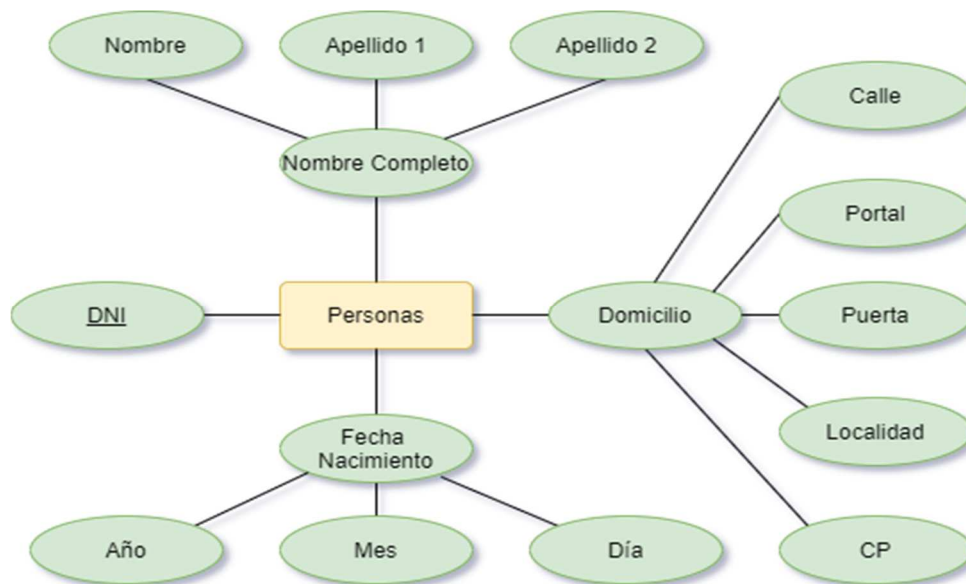 Nombre
Apellido 1
Apellido 2
Calle
Nombre Completo
Portal
DNI
Personas
Domicilio
Puerta
Fecha
Nacimiento
Localidad
Año
Mes
Día
CP